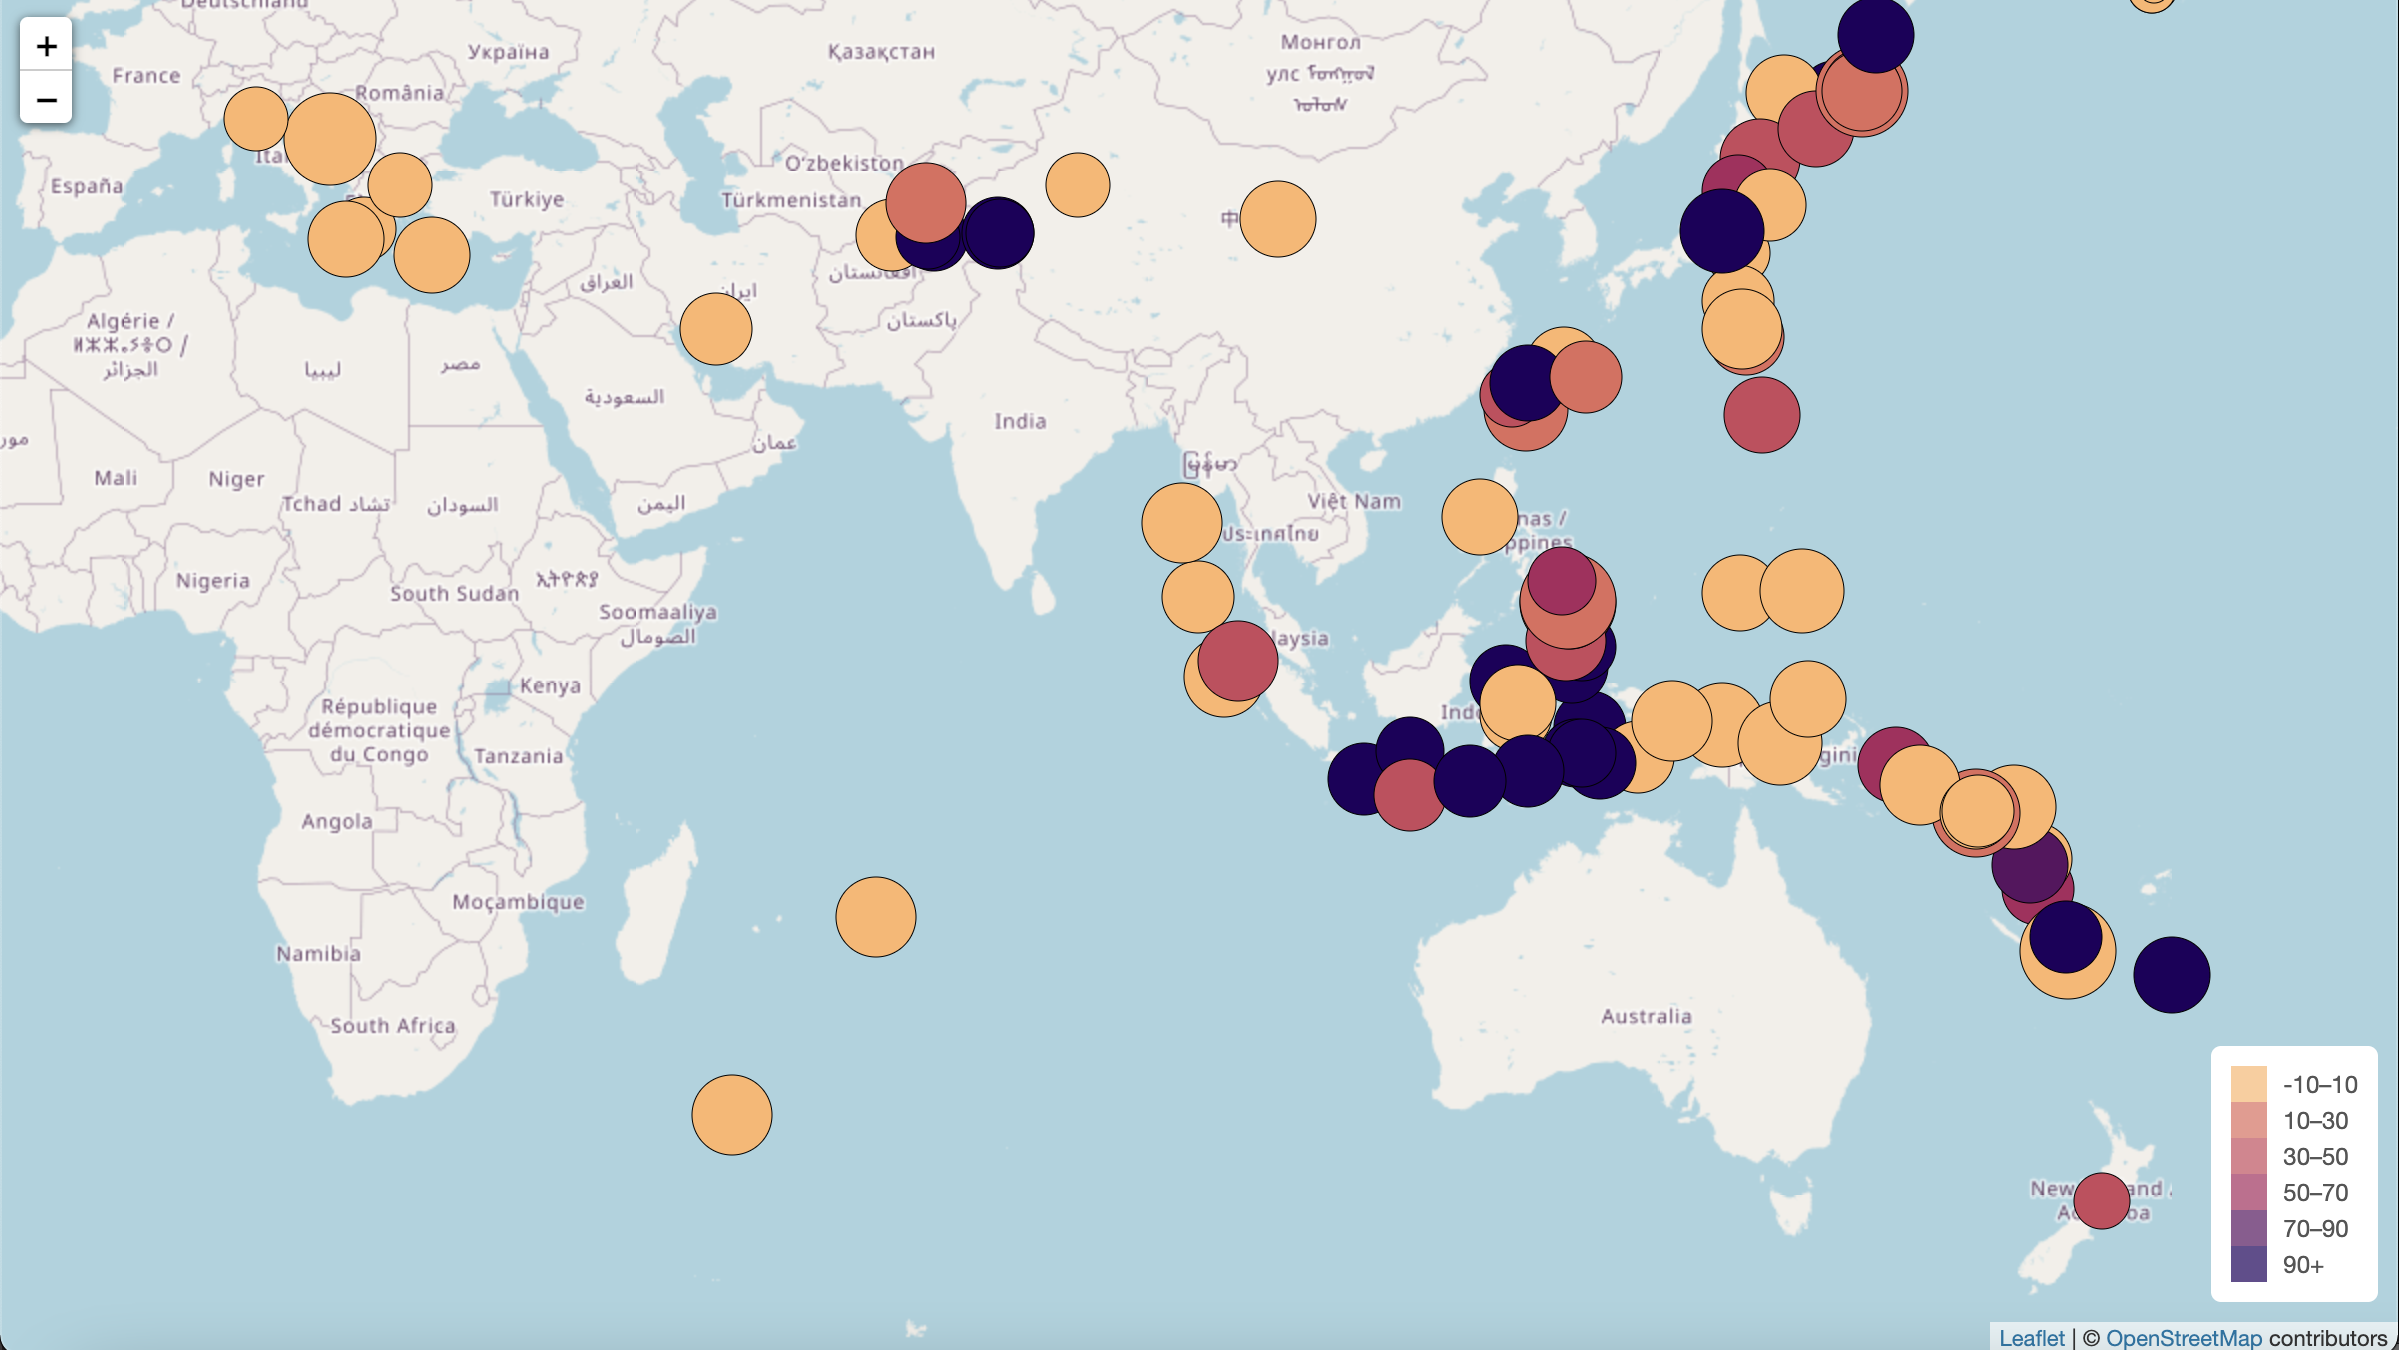 +
−
Deutschland
France
Україна
România
Қазақстан
Монгол
улс
España
Türkiye
O'zbekiston
Türkmenistan
中
افغانستان
العراق
ایران
پاکستان
Algérie /
ⵍⵣⵣⴰⵢⴻⵔ /
الجزائر
ليبيا
مصر
السعودية
عمان
India
Mali
Niger
Tchad تشاد
السودان
اليمن
မြန်မာ
Việt Nam
ประเทศไทย
nas /
ppines
Nigeria
South Sudan
ኢትዮጵያ
Soomaaliya
الصومال
laysia
Kenya
République
démocratique
du Congo
Tanzania
Indo
gini
Angola
Moçambique
Namibia
South Africa
Australia
New
and
Ao
oa
-10–10
10–30
30–50
50–70
70–90
90+
Leaflet | © OpenStreetMap contributors